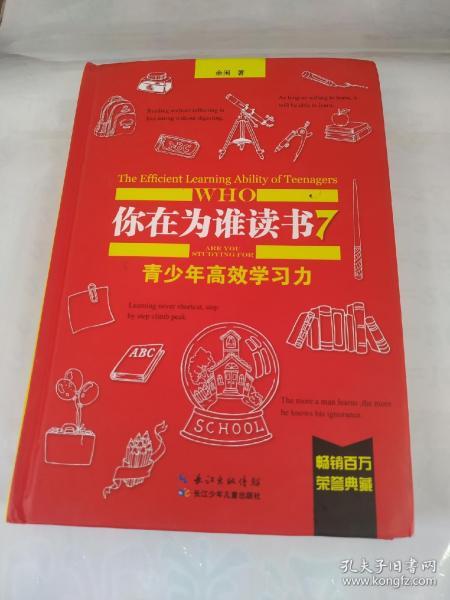 余闲 著
Reading without reflecting is
like eating without digesting.
As long as willing to learn, it
will be able to learn.
ABC
The Efficient Learning Ability of Teenagers
WHO
你在为谁读书7
ARE YOU
STUDYING FOR
青少年高效学习力
Learning never shortcut, step
by step climb peak.
ABC
SCHOOL
The more a man learns ,the more
he knows his ignorance.
畅销百万
荣誉典藏
长江出版传媒
长江少年儿童出版社
孔夫子旧书网
www.kongfz.com